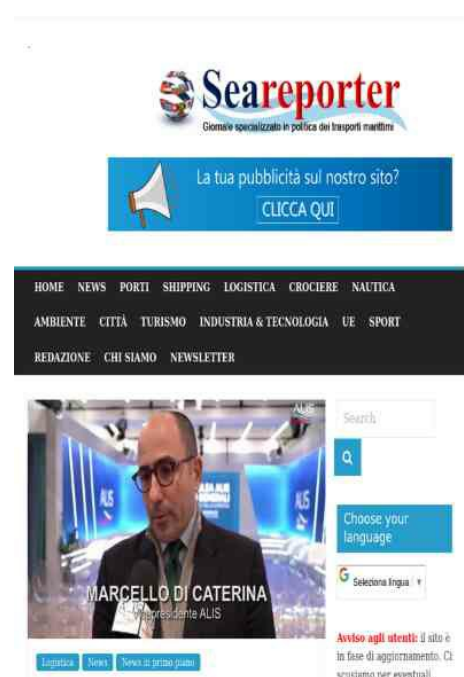 Seareporter
Giornale specializzato in politica dei trasporti marittimi
La tua pubblicità sul nostro sito?
CLICCA QUI
HOME NEWS PORTI SHIPPING LOGISTICA CROCIERE NAUTICA
AMBIENTE CITTÀ TURISMO INDUSTRIA & TECNOLOGIA UE SPORT
REDAZIONE CHI SIAMO NEWSLETTER
ALIS
ALIS
MARCELLO DI CATERINA
Vicepresidente ALIS
Logistica News News in primo piano
Search
Choose your
language
G Seleziona lingua ▼
Avviso agli utenti: il sito è
in fase di aggiornamento. Ci
scusiamo per eventuali